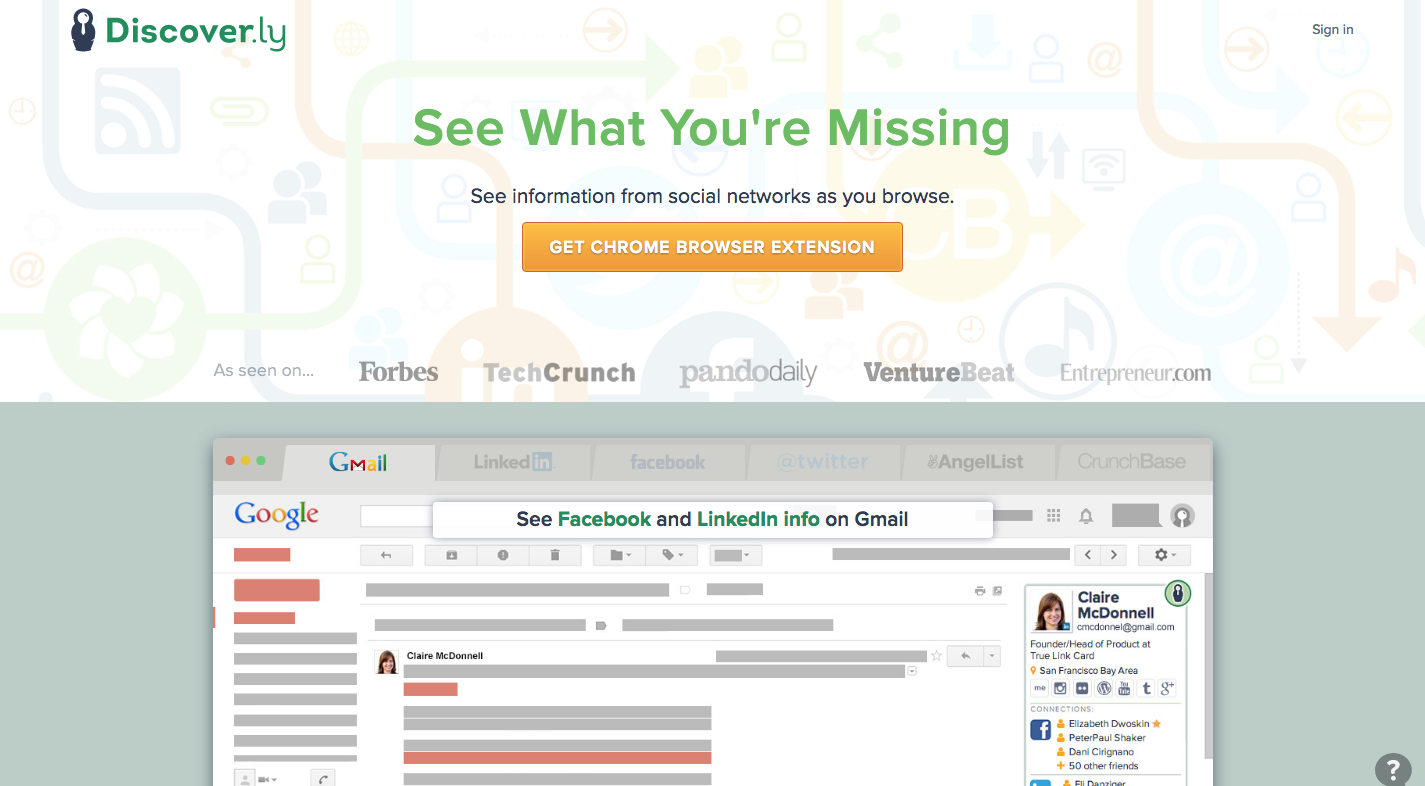 Discover.ly
Sign in
See What You're Missing
See information from social networks as you browse.
GET CHROME BROWSER EXTENSION
As seen on... Forbes TechCrunch pandodaily VentureBeat Entrepreneur.com
Gmail LinkedIn facebook @twitter AngelList CrunchBase
Google
See Facebook and LinkedIn info on Gmail
Claire McDonnell
Claire
McDonnell
cmcdonnel@gmail.com
Founder/Head of Product at
True Link Card
San Francisco Bay Area
me You Tube t g+
CONNECTIONS:
Elizabeth Dwoskin
PeterPaul Shaker
Dani Cirignano
50 other friends
Eli Danziger
?